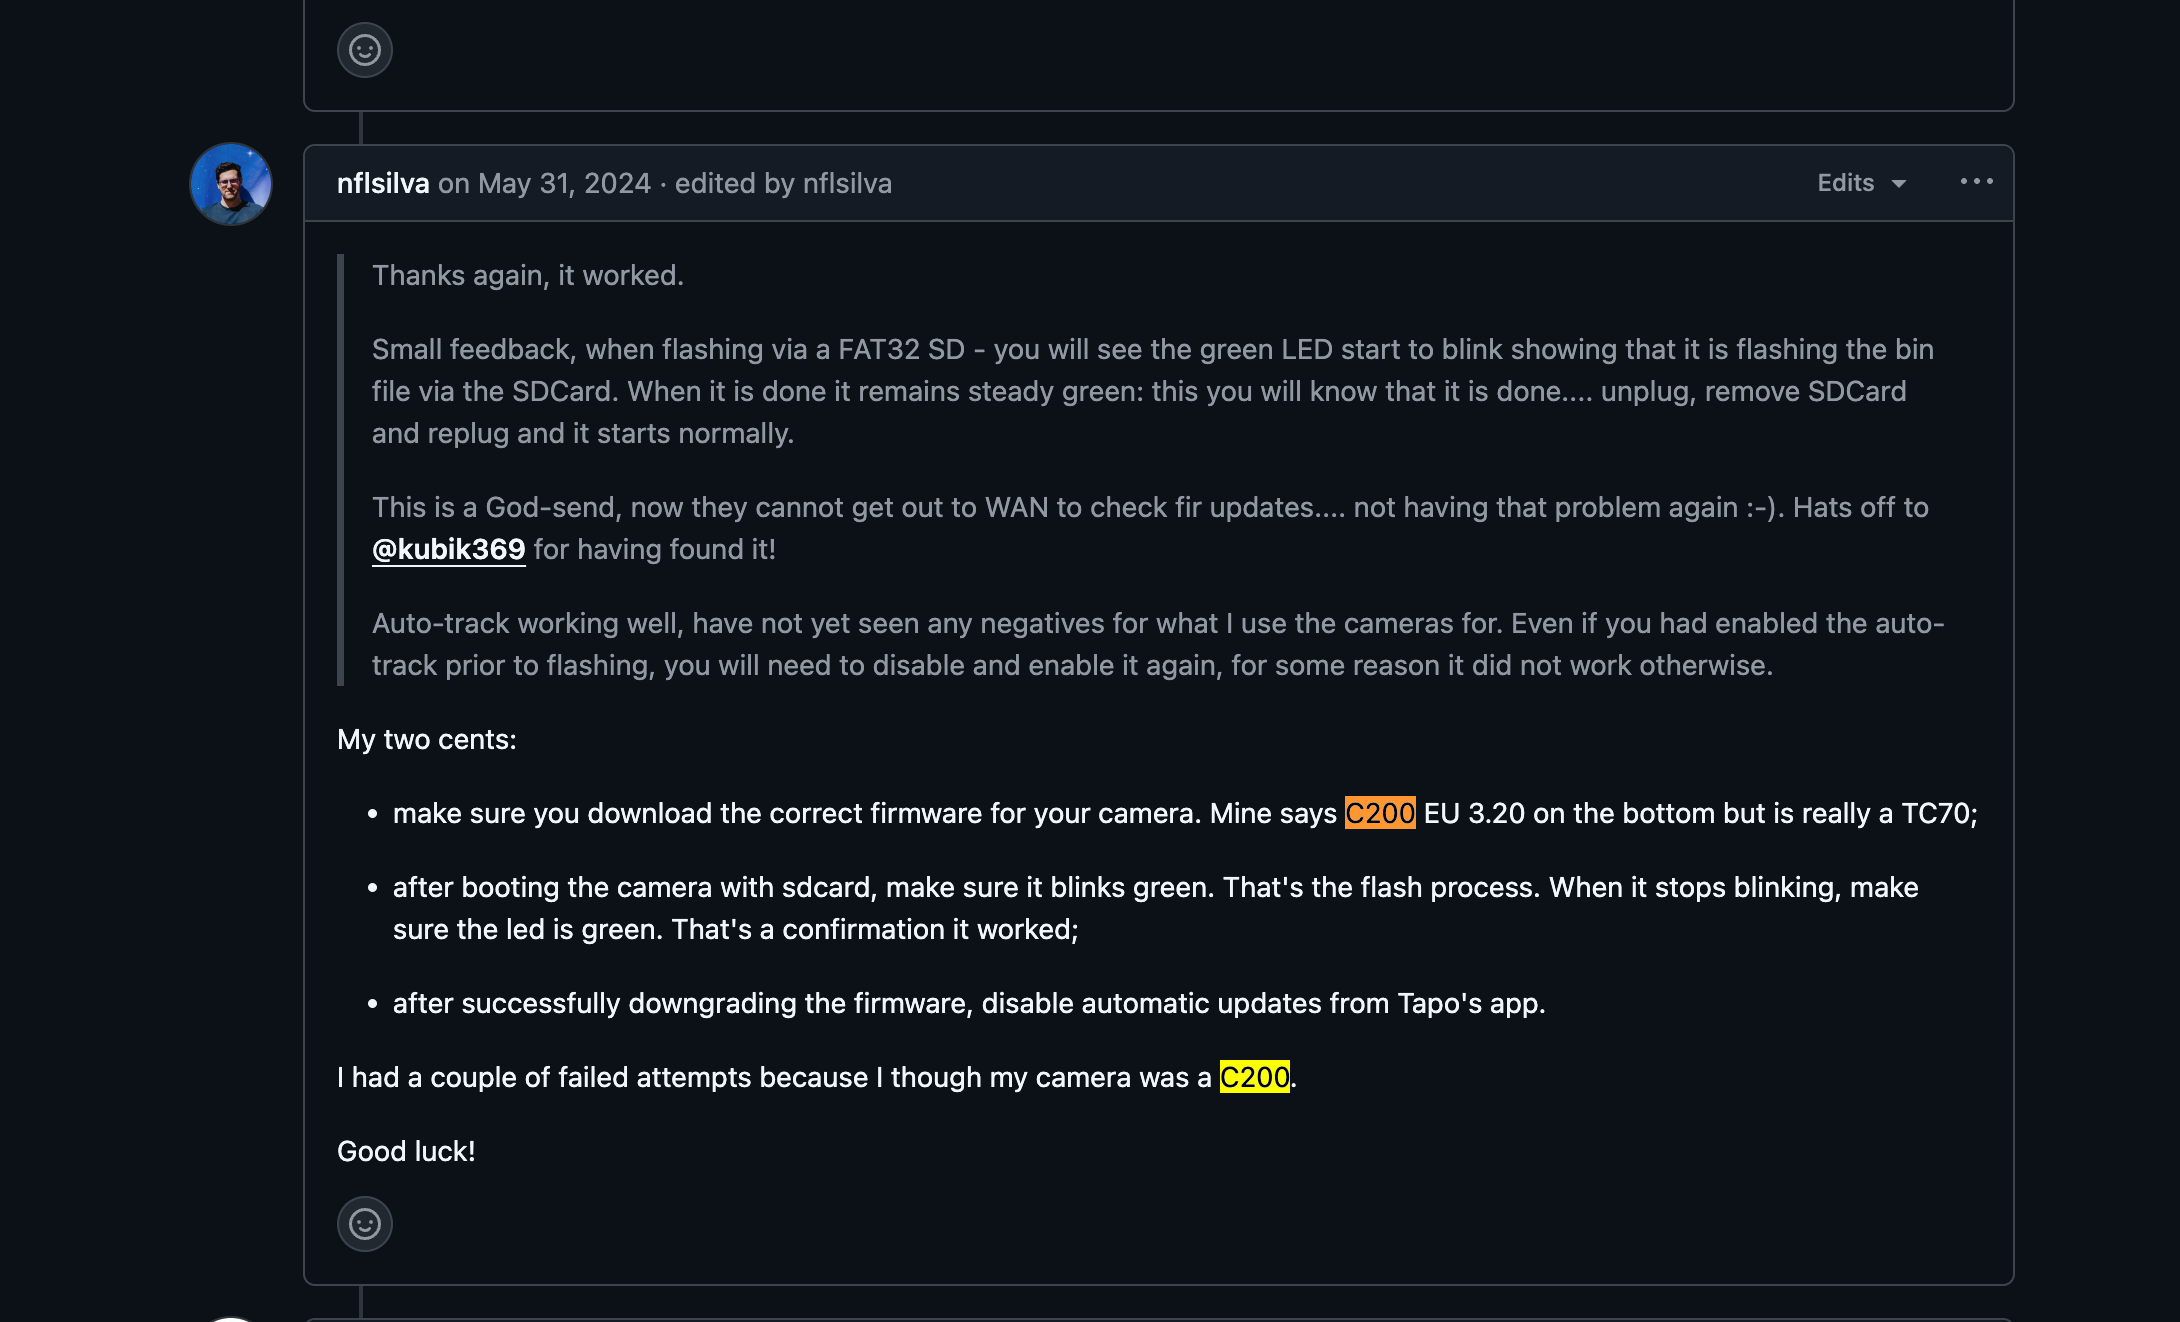 nflsilva on May 31, 2024 · edited by nflsilva
Edits
Thanks again, it worked.
Small feedback, when flashing via a FAT32 SD - you will see the green LED start to blink showing that it is flashing the bin
file via the SDCard. When it is done it remains steady green: this you will know that it is done.... unplug, remove SDCard
and replug and it starts normally.
This is a God-send, now they cannot get out to WAN to check fir updates.... not having that problem again :-). Hats off to
@kubik369 for having found it!
Auto-track working well, have not yet seen any negatives for what I use the cameras for. Even if you had enabled the auto-
track prior to flashing, you will need to disable and enable it again, for some reason it did not work otherwise.
My two cents:
• make sure you download the correct firmware for your camera. Mine says C200 EU 3.20 on the bottom but is really a TC70;
• after booting the camera with sdcard, make sure it blinks green. That's the flash process. When it stops blinking, make
sure the led is green. That's a confirmation it worked;
• after successfully downgrading the firmware, disable automatic updates from Tapo's app.
I had a couple of failed attempts because I though my camera was a C200.
Good luck!